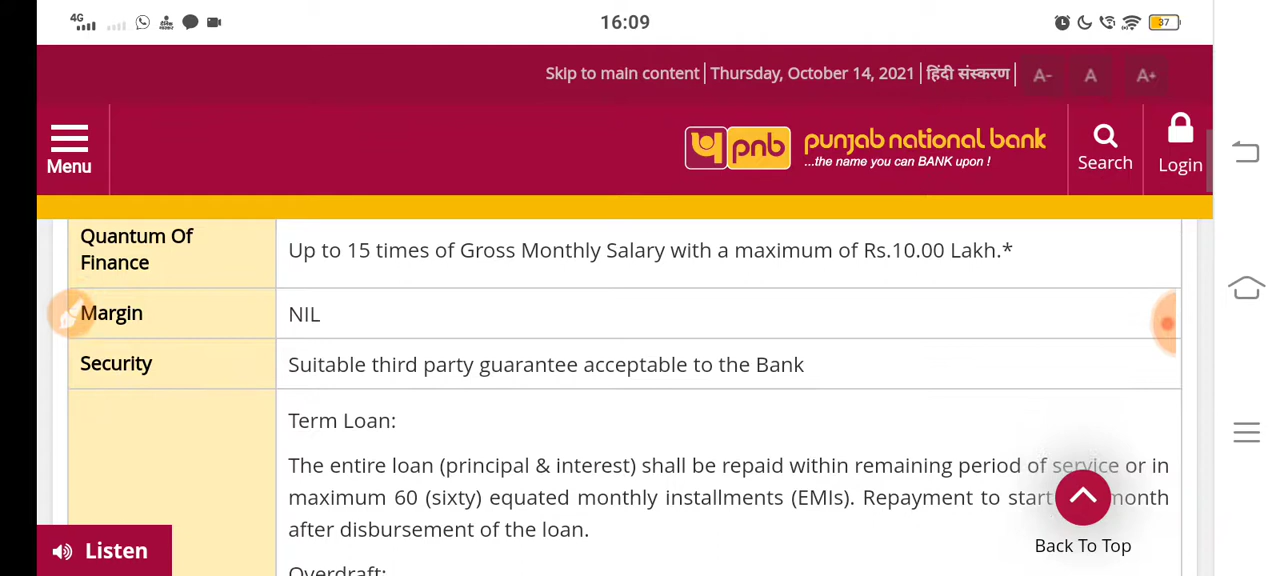 4G 16:09 37
Skip to main content Thursday, October 14, 2021 हिंदी संस्करण A- A A+
Menu
पी pnb punjab national bank
...the name you can BANK upon !
Search
Login
Quantum Of
Finance
Up to 15 times of Gross Monthly Salary with a maximum of Rs.10.00 Lakh.*
Margin
NIL
Security
Suitable third party guarantee acceptable to the Bank
Term Loan:
The entire loan (principal & interest) shall be repaid within remaining period of service or in
maximum 60 (sixty) equated monthly installments (EMIs). Repayment to start month
after disbursement of the loan.
Overdraft:
Listen
Back To Top